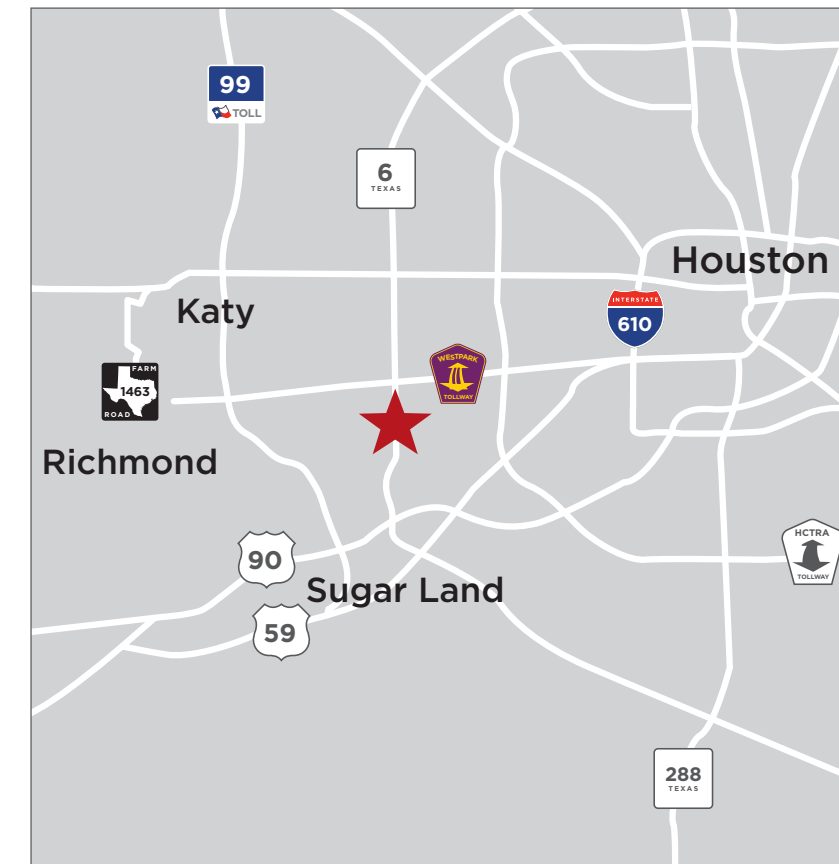 99
TOLL
6
TEXAS
Houston
INTERSTATE
610
Katy
WESTPARK
TOLLWAY
FARM
1463
ROAD
Richmond
HCTRA
TOLLWAY
90
Sugar Land
59
288
TEXAS